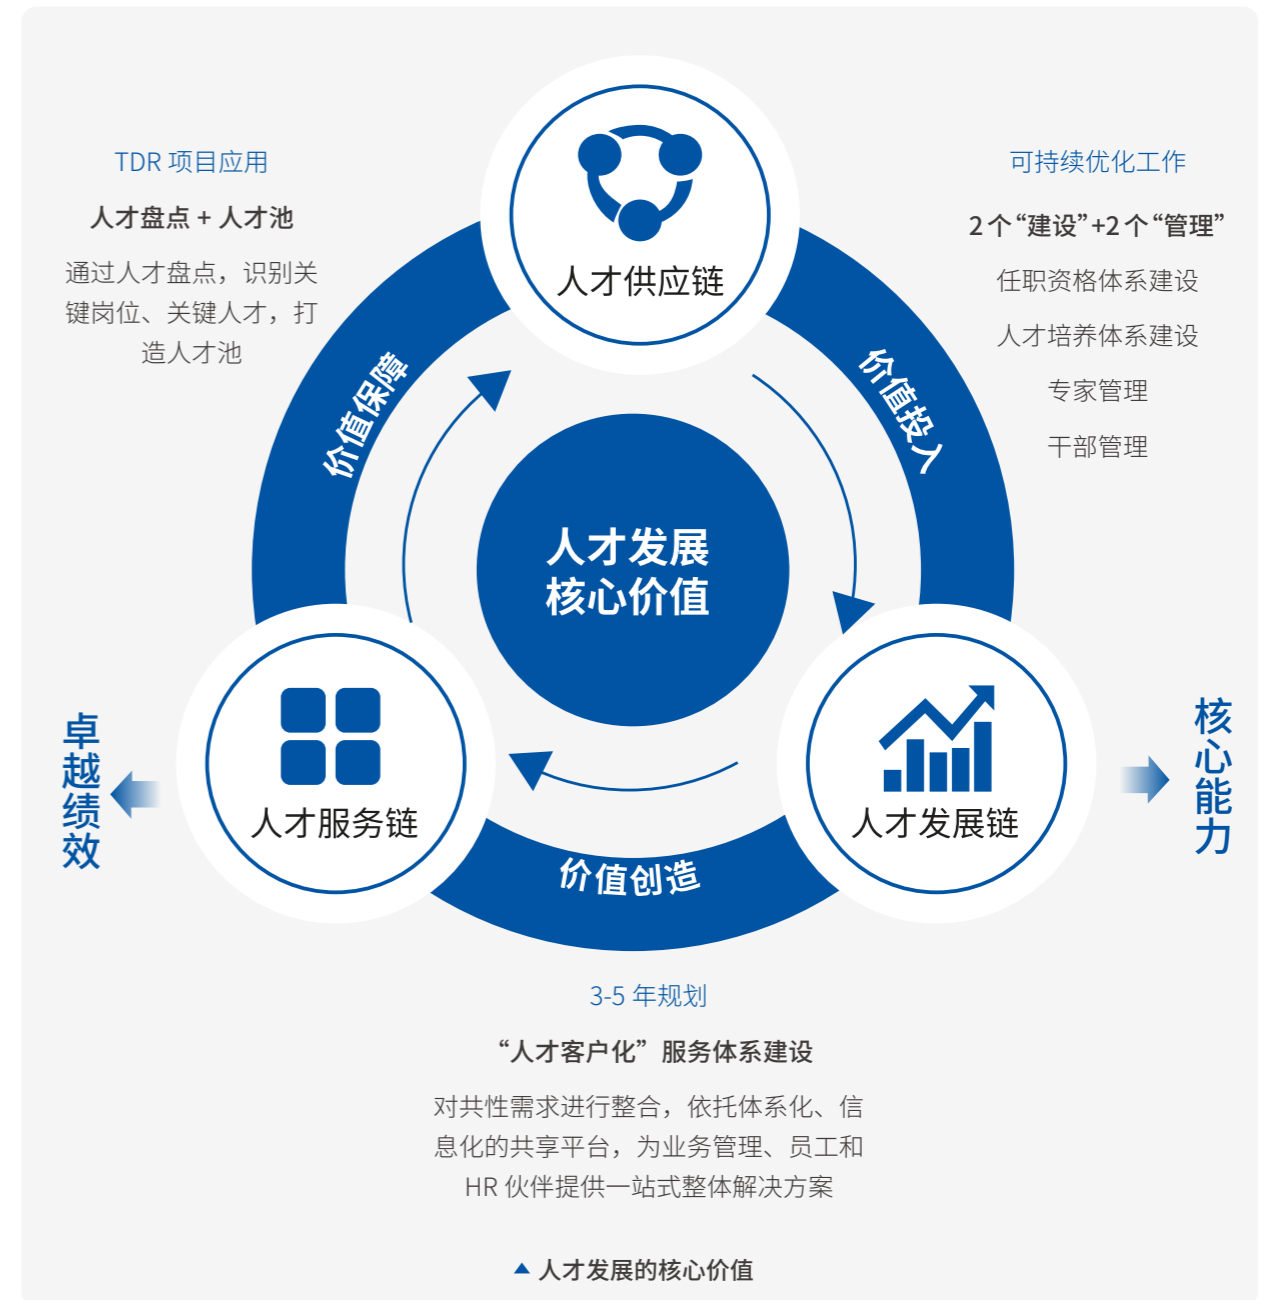 人才供应链
TDR 项目应用
人才盘点 + 人才池
通过人才盘点，识别关
键岗位、关键人才，打
造人才池
可持续优化工作
2 个 “建设” +2 个 “管理”
任职资格体系建设
人才培养体系建设
专家管理
干部管理
价值保障
价值投入
人才发展
核心价值
卓越绩效
人才服务链
人才发展链
核心能力
价值创造
3-5 年规划
“人才客户化”服务体系建设
对共性需求进行整合，依托体系化、信
息化的共享平台，为业务管理、员工和
HR 伙伴提供一站式整体解决方案
▲ 人才发展的核心价值